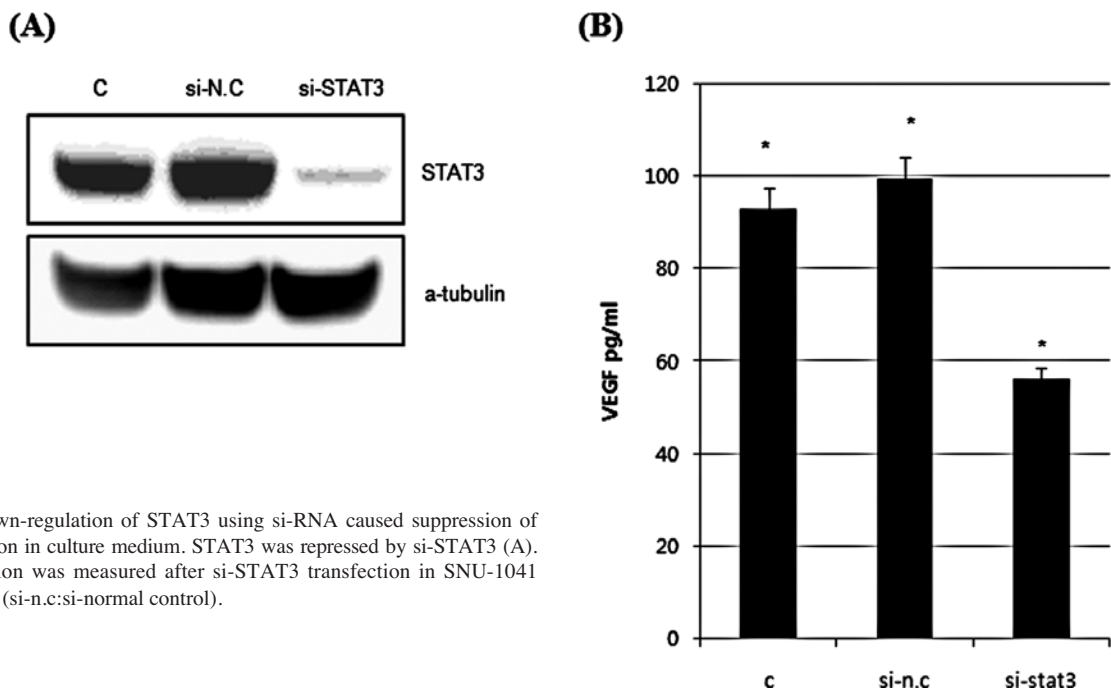 (A)
C si-N.C si-STAT3
STAT3
a-tubulin
wn-regulation of STAT3 using si-RNA caused suppression of
on in culture medium. STAT3 was repressed by si-STAT3 (A).
ion was measured after si-STAT3 transfection in SNU-1041
(si-n.c:si-normal control).
(B)
VEGF pg/ml
120
100
80
60
40
20
0
* * *
c si-n.c si-stat3